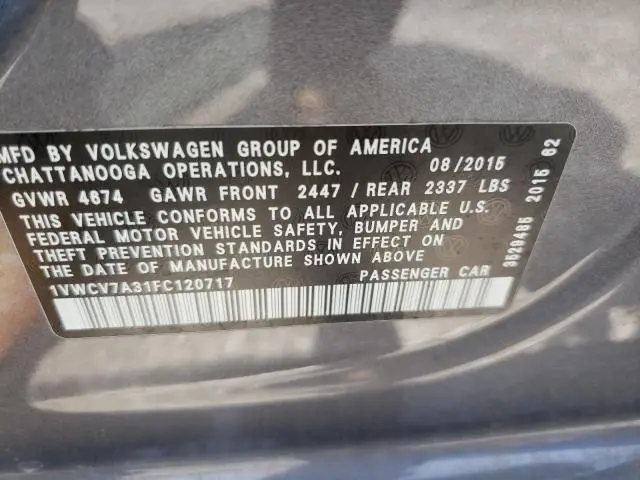 MFD BY VOLKSWAGEN GROUP OF AMERICA
CHATTANOOGA OPERATIONS, LLC. 08/2015
GVWR 4674 GAWR FRONT 2447 / REAR 2337 LBS
THIS VEHICLE CONFORMS TO ALL APPLICABLE U.S.
FEDERAL MOTOR VEHICLE SAFETY, BUMPER AND
THEFT PREVENTION STANDARDS IN EFFECT ON
THE DATE OF MANUFACTURE SHOWN ABOVE
1VWCV7A31FC120717 PASSENGER CAR
3529485 2015 62